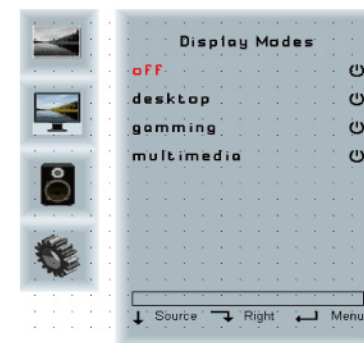 Display Modes
off
desktop
gamming
multimedia
Source Right Menu